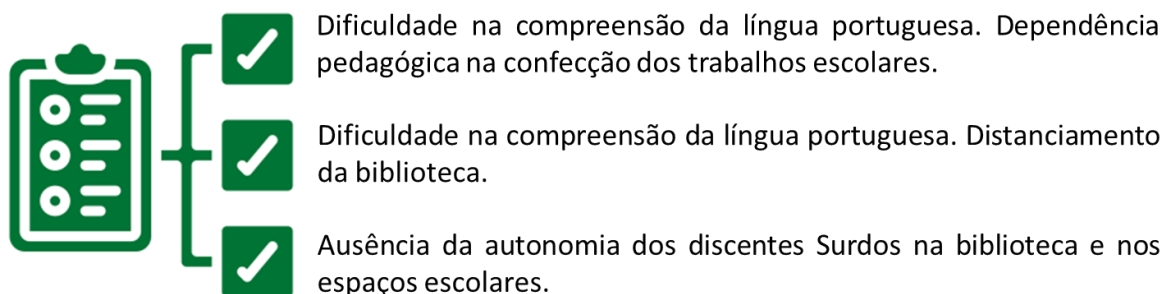 Dificuldade na compreensão da língua portuguesa. Dependência
pedagógica na confecção dos trabalhos escolares.
Dificuldade na compreensão da língua portuguesa. Distanciamento
da biblioteca.
Ausência da autonomia dos discentes Surdos na biblioteca e nos
espaços escolares.